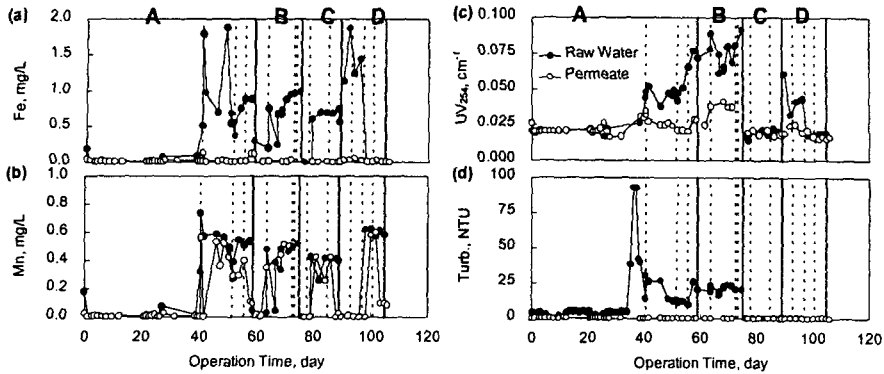 (a)
A
B
C
D
2.0
1.5
1.0
0.5
0.0
Fe, mg/L
(b)
1.0
0.8
0.6
0.4
0.2
0.0
Mn, mg/L
0
20
40
60
80
100
120
Operation Time, day
(c)
A
B
C
D
0.100
0.075
0.050
0.025
0.000
UV254, cm-1
Raw Water
Permeate
(d)
100
75
50
25
0
Turb., NTU
0
20
40
60
80
100
120
Operation Time, day